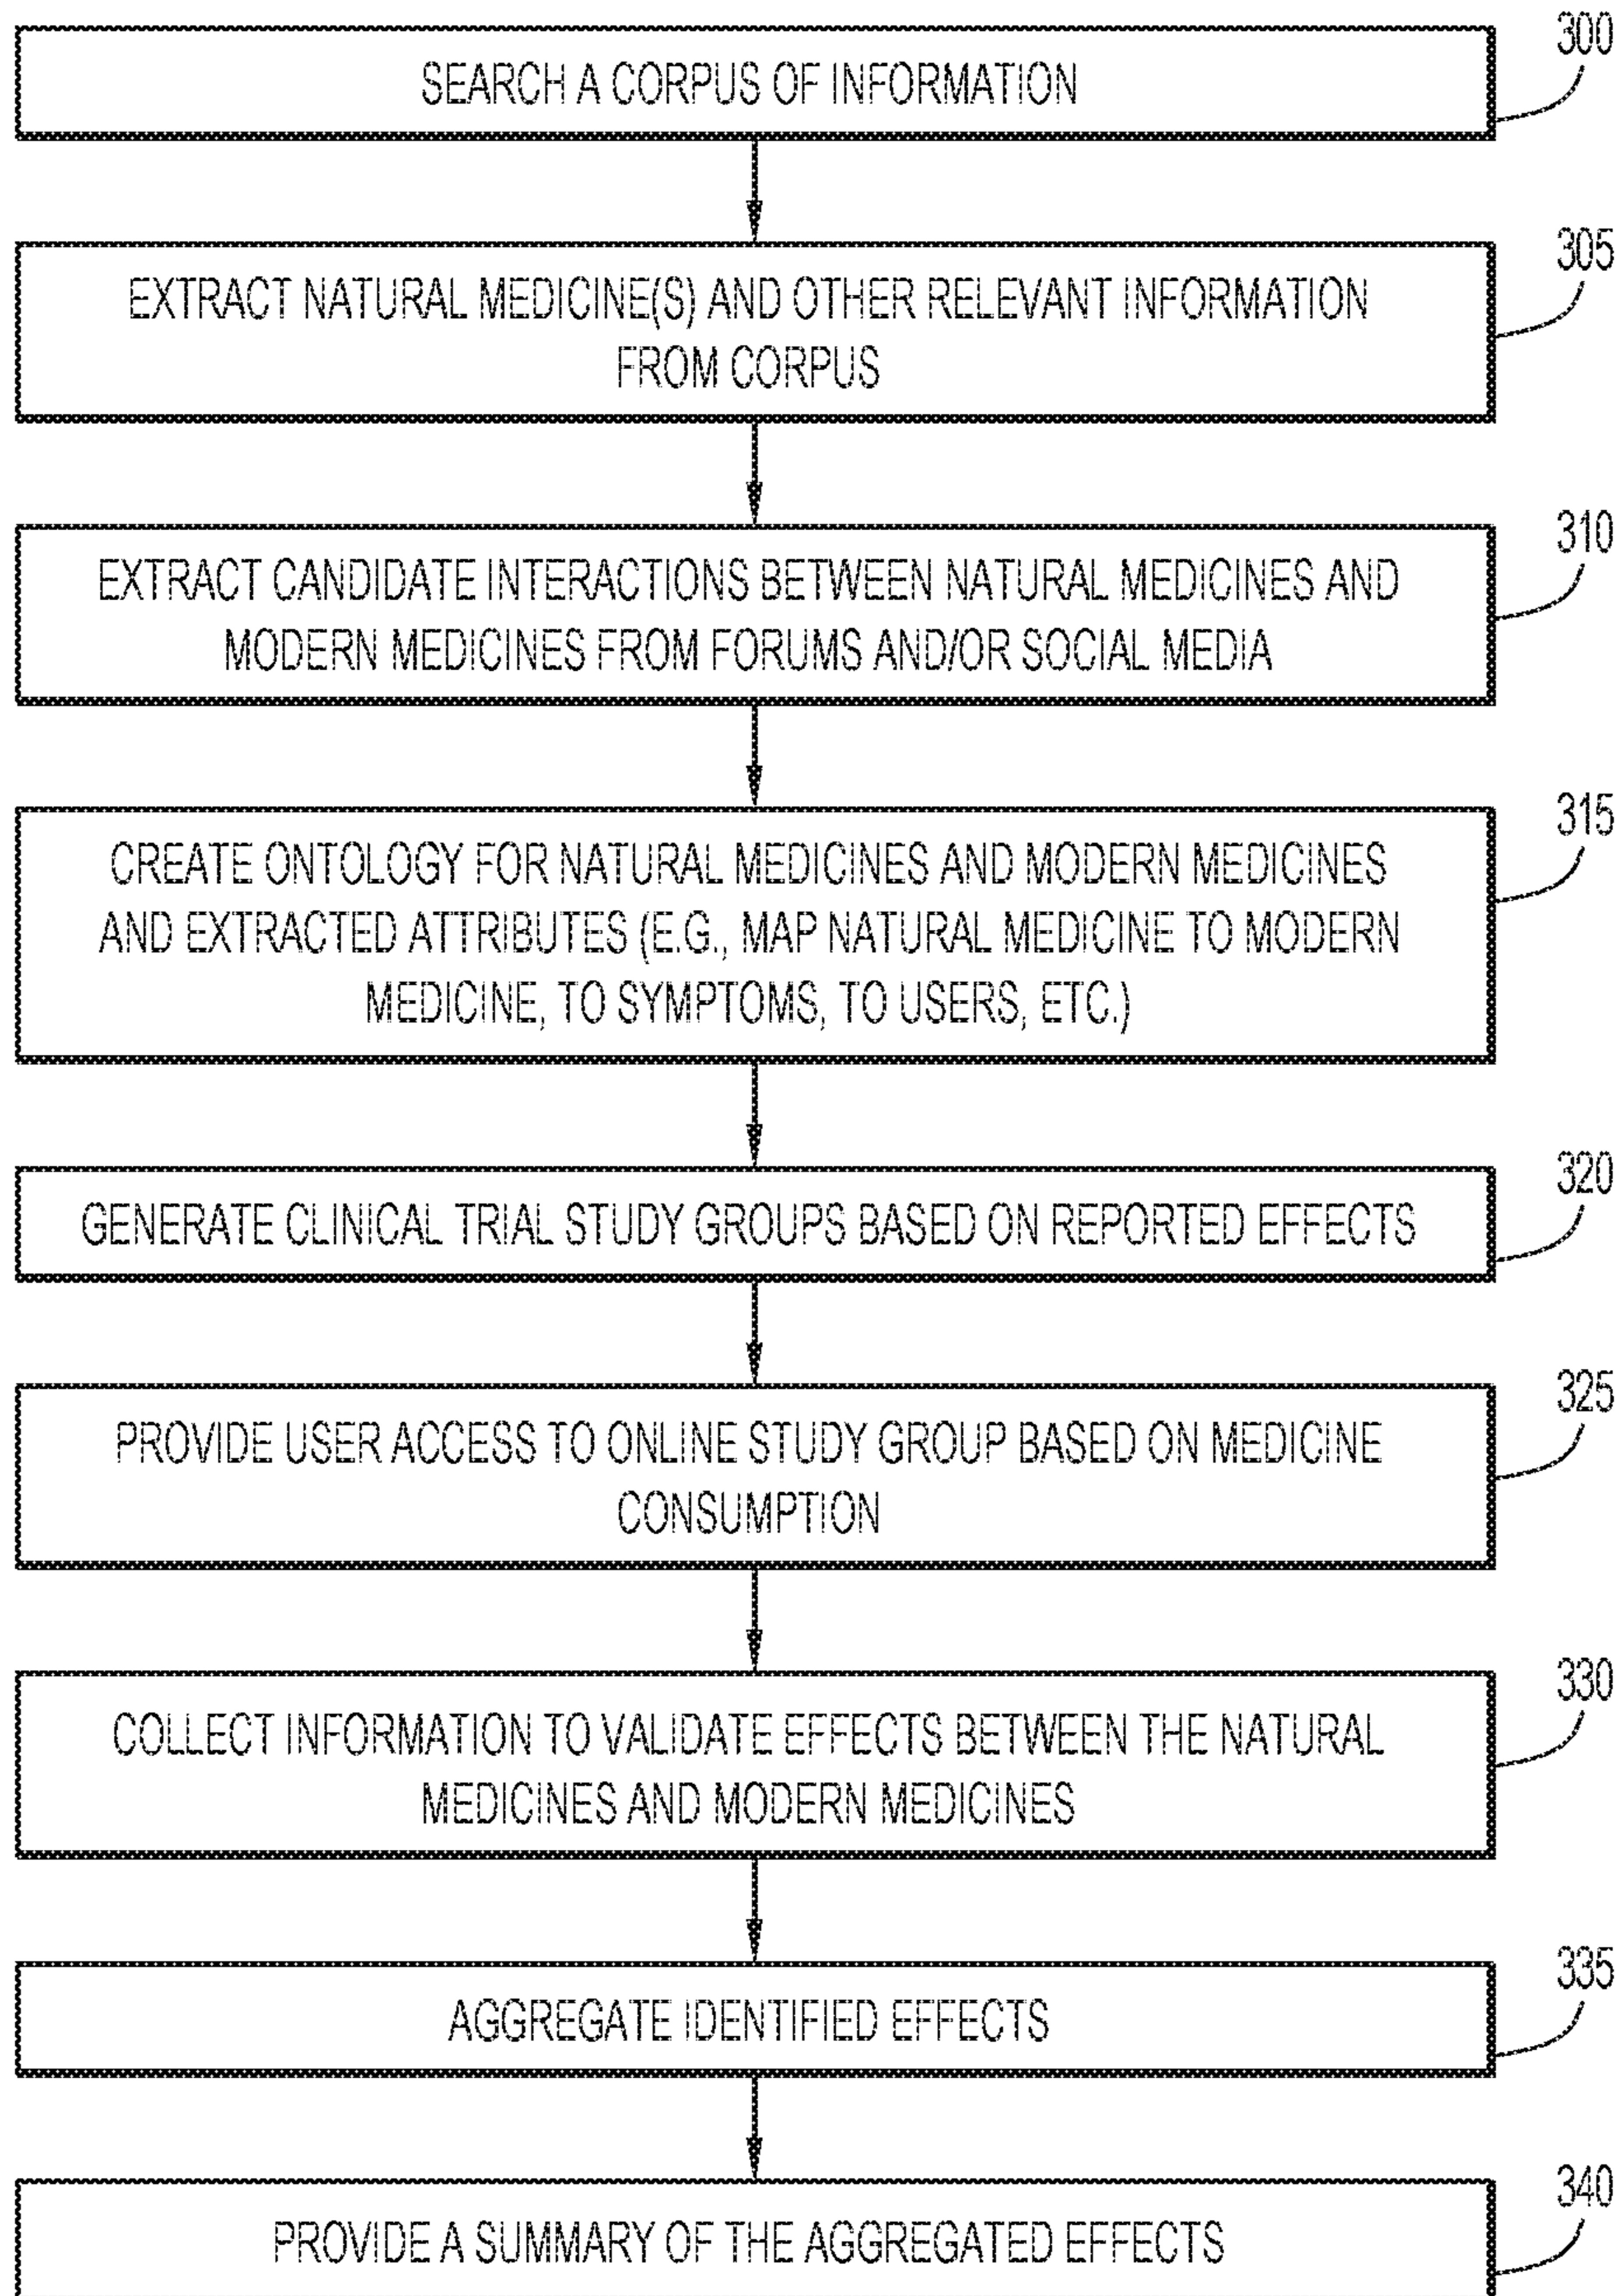 SEARCH A CORPUS OF INFORMATION
300
EXTRACT NATURAL MEDICINE(S) AND OTHER RELEVANT INFORMATION
FROM CORPUS
305
EXTRACT CANDIDATE INTERACTIONS BETWEEN NATURAL MEDICINES AND
MODERN MEDICINES FROM FORUMS AND/OR SOCIAL MEDIA
310
CREATE ONTOLOGY FOR NATURAL MEDICINES AND MODERN MEDICINES
AND EXTRACTED ATTRIBUTES (E.G., MAP NATURAL MEDICINE TO MODERN
MEDICINE, TO SYMPTOMS, TO USERS, ETC.)
315
GENERATE CLINICAL TRIAL STUDY GROUPS BASED ON REPORTED EFFECTS
320
PROVIDE USER ACCESS TO ONLINE STUDY GROUP BASED ON MEDICINE
CONSUMPTION
325
COLLECT INFORMATION TO VALIDATE EFFECTS BETWEEN THE NATURAL
MEDICINES AND MODERN MEDICINES
330
AGGREGATE IDENTIFIED EFFECTS
335
PROVIDE A SUMMARY OF THE AGGREGATED EFFECTS
340